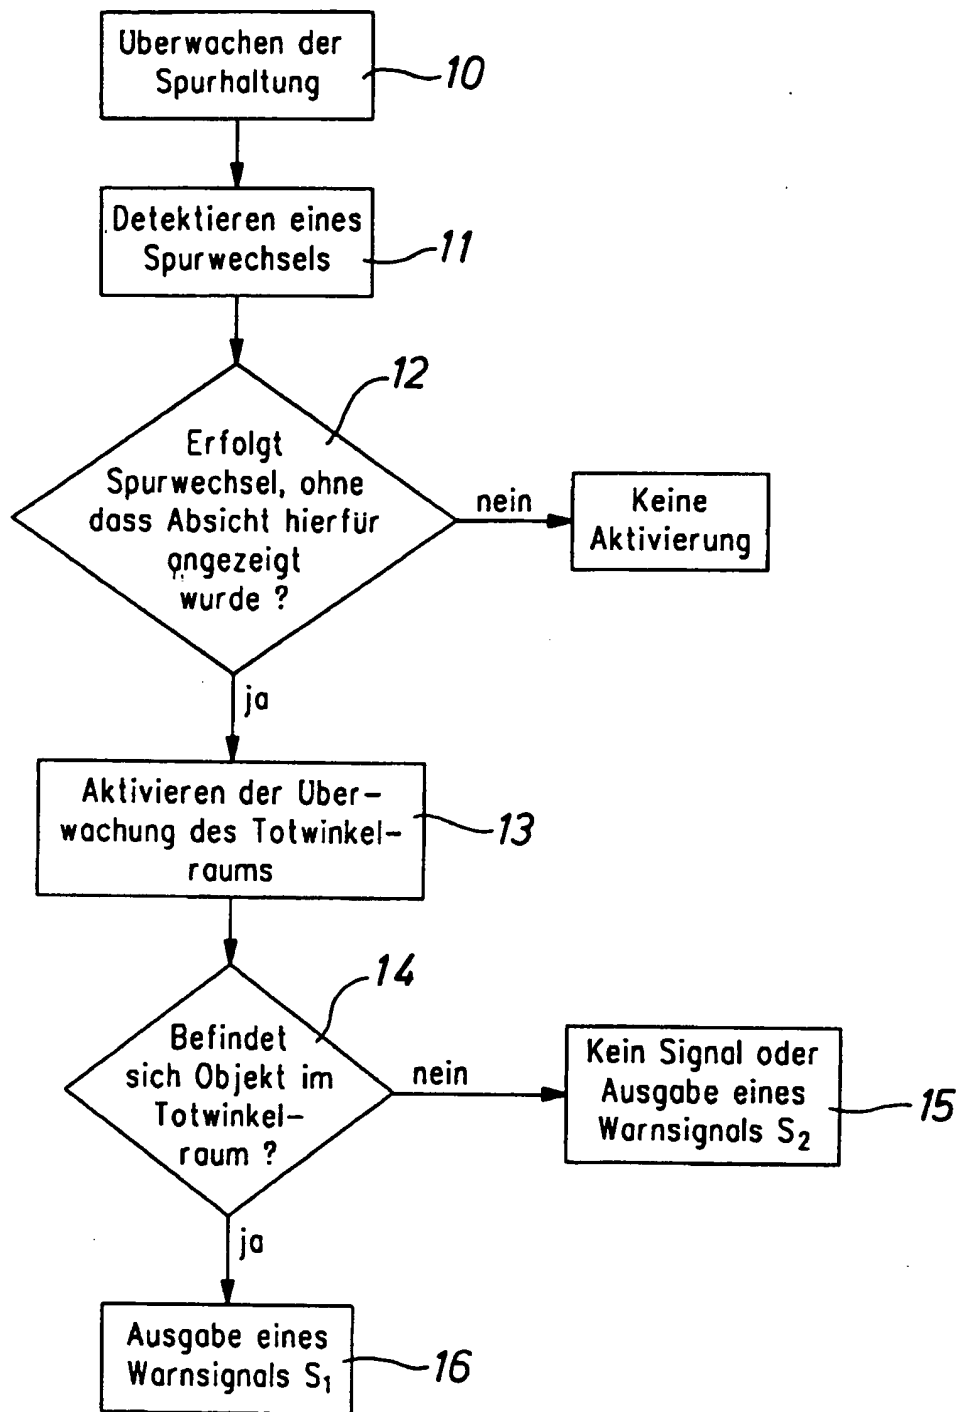 Überwachen der
Spurhaltung
10
Detektieren eines
Spurwechsels
11
12
Erfolgt
Spurwechsel, ohne
dass Absicht hierfür
angezeigt
wurde ?
nein
Keine
Aktivierung
ja
Aktivieren der Über-
wachung des Totwinkel-
raums
13
14
Befindet
sich Objekt im
Totwinkel-
raum ?
nein
Kein Signal oder
Ausgabe eines
Warnsignals S₂
15
ja
Ausgabe eines
Warnsignals S₁
16